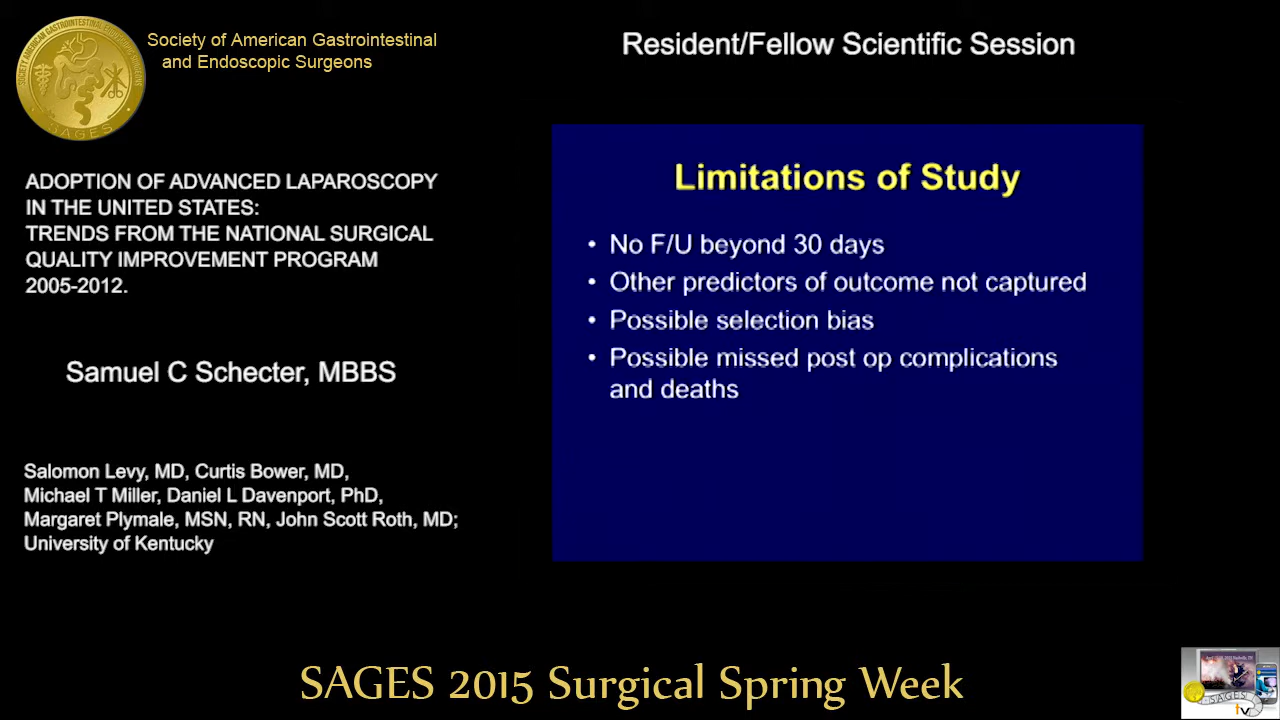 Society of American Gastrointestinal
and Endoscopic Surgeons
SAGES
Resident/Fellow Scientific Session
ADOPTION OF ADVANCED LAPAROSCOPY
IN THE UNITED STATES:
TRENDS FROM THE NATIONAL SURGICAL
QUALITY IMPROVEMENT PROGRAM
2005-2012.
Samuel C Schecter, MBBS
Salomon Levy, MD, Curtis Bower, MD,
Michael T Miller, Daniel L Davenport, PhD,
Margaret Plymale, MSN, RN, John Scott Roth, MD;
University of Kentucky
Limitations of Study
• No F/U beyond 30 days
• Other predictors of outcome not captured
• Possible selection bias
• Possible missed post op complications
and deaths
SAGES 2015 Surgical Spring Week
SAGES
tv